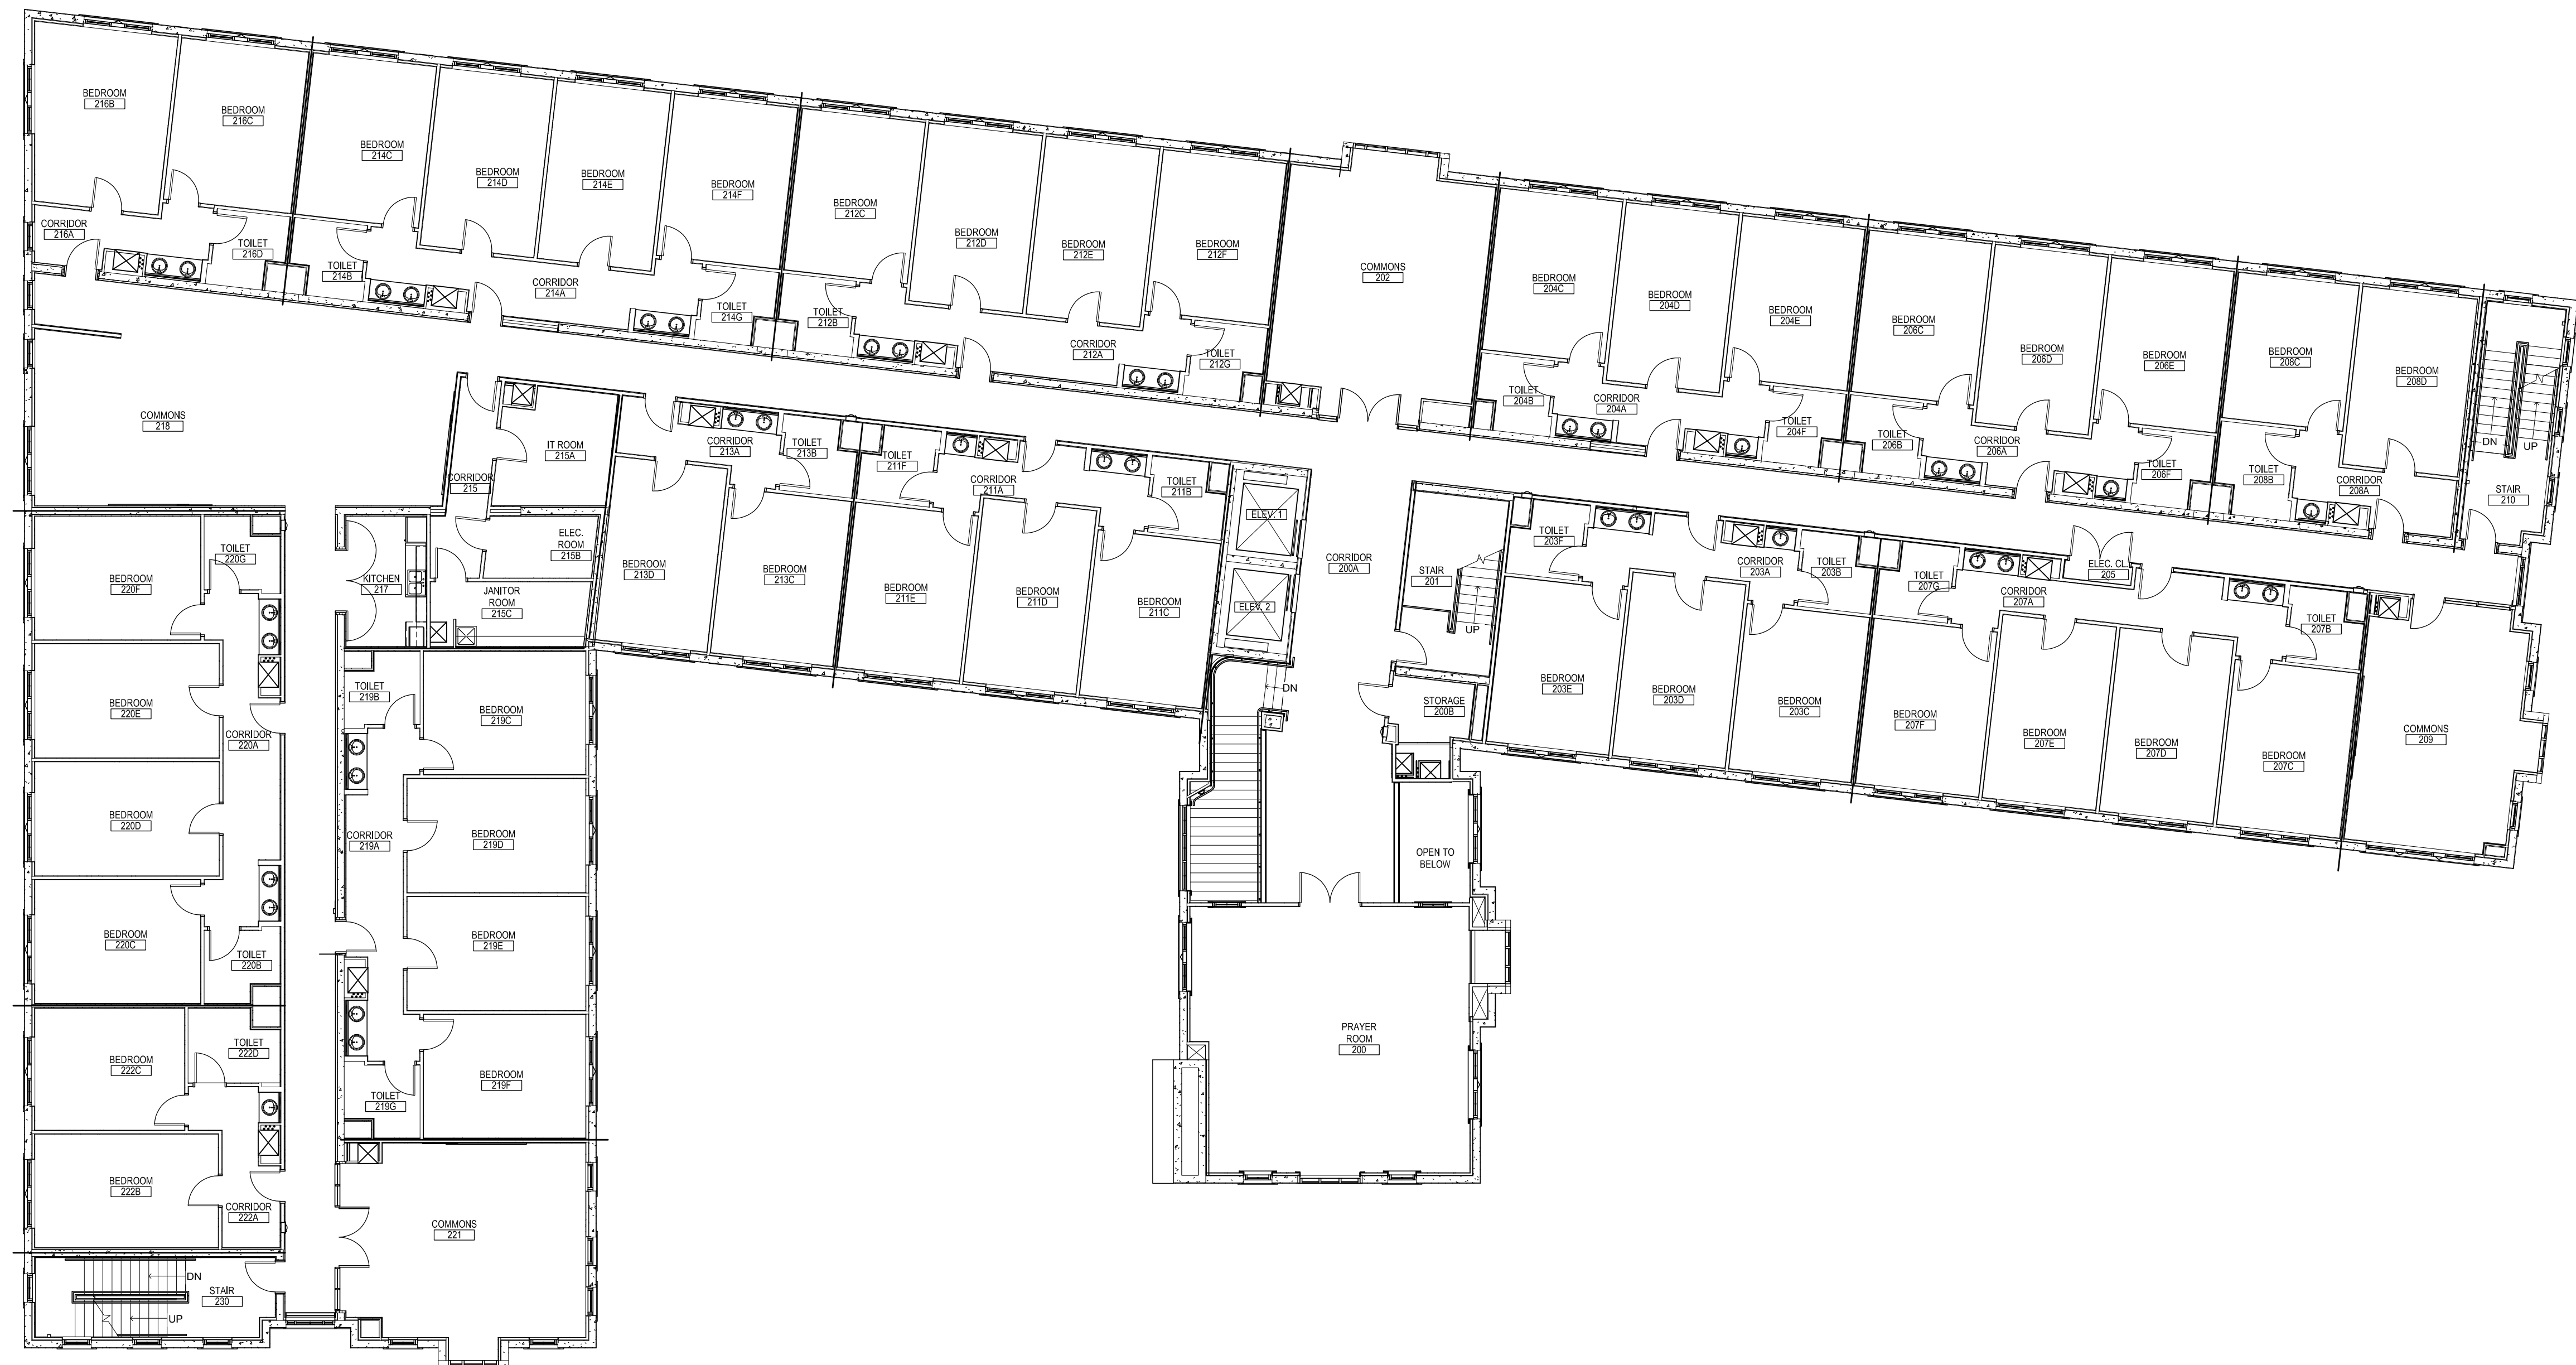 BEDROOM
216B
BEDROOM
216C
BEDROOM
214C
BEDROOM
214D
BEDROOM
214E
BEDROOM
214F
BEDROOM
212C
BEDROOM
212D
BEDROOM
212E
BEDROOM
212F
COMMONS
202
BEDROOM
204C
BEDROOM
204D
BEDROOM
204E
BEDROOM
206C
BEDROOM
206D
BEDROOM
206E
BEDROOM
208C
BEDROOM
208D
CORRIDOR
216A
TOILET
216D
TOILET
214B
CORRIDOR
214A
TOILET
214G
TOILET
212B
CORRIDOR
212A
TOILET
212G
TOILET
204B
CORRIDOR
204A
TOILET
204F
TOILET
206B
CORRIDOR
206A
TOILET
206F
TOILET
208B
CORRIDOR
208A
DN
UP
STAIR
210
COMMONS
218
CORRIDOR
215
IT ROOM
215A
CORRIDOR
213A
TOILET
213B
TOILET
211F
CORRIDOR
211A
TOILET
211B
ELEV. 1
ELEV. 2
CORRIDOR
200A
STAIR
201
UP
TOILET
203F
CORRIDOR
203A
TOILET
203B
TOILET
207G
CORRIDOR
207A
ELEC. CL.
205
TOILET
207B
ELEC.
ROOM
215B
KITCHEN
217
JANITOR
ROOM
215C
BEDROOM
213D
BEDROOM
213C
BEDROOM
211E
BEDROOM
211D
BEDROOM
211C
DN
STORAGE
200B
BEDROOM
203E
BEDROOM
203D
BEDROOM
203C
BEDROOM
207F
BEDROOM
207E
BEDROOM
207D
BEDROOM
207C
COMMONS
209
TOILET
220G
BEDROOM
220F
BEDROOM
220E
CORRIDOR
220A
BEDROOM
220D
BEDROOM
220C
TOILET
220B
TOILET
219B
BEDROOM
219C
CORRIDOR
219A
BEDROOM
219D
BEDROOM
219E
BEDROOM
219F
TOILET
219G
OPEN TO
BELOW
PRAYER
ROOM
200
BEDROOM
222C
TOILET
222D
BEDROOM
222B
CORRIDOR
222A
COMMONS
221
DN
UP
STAIR
230